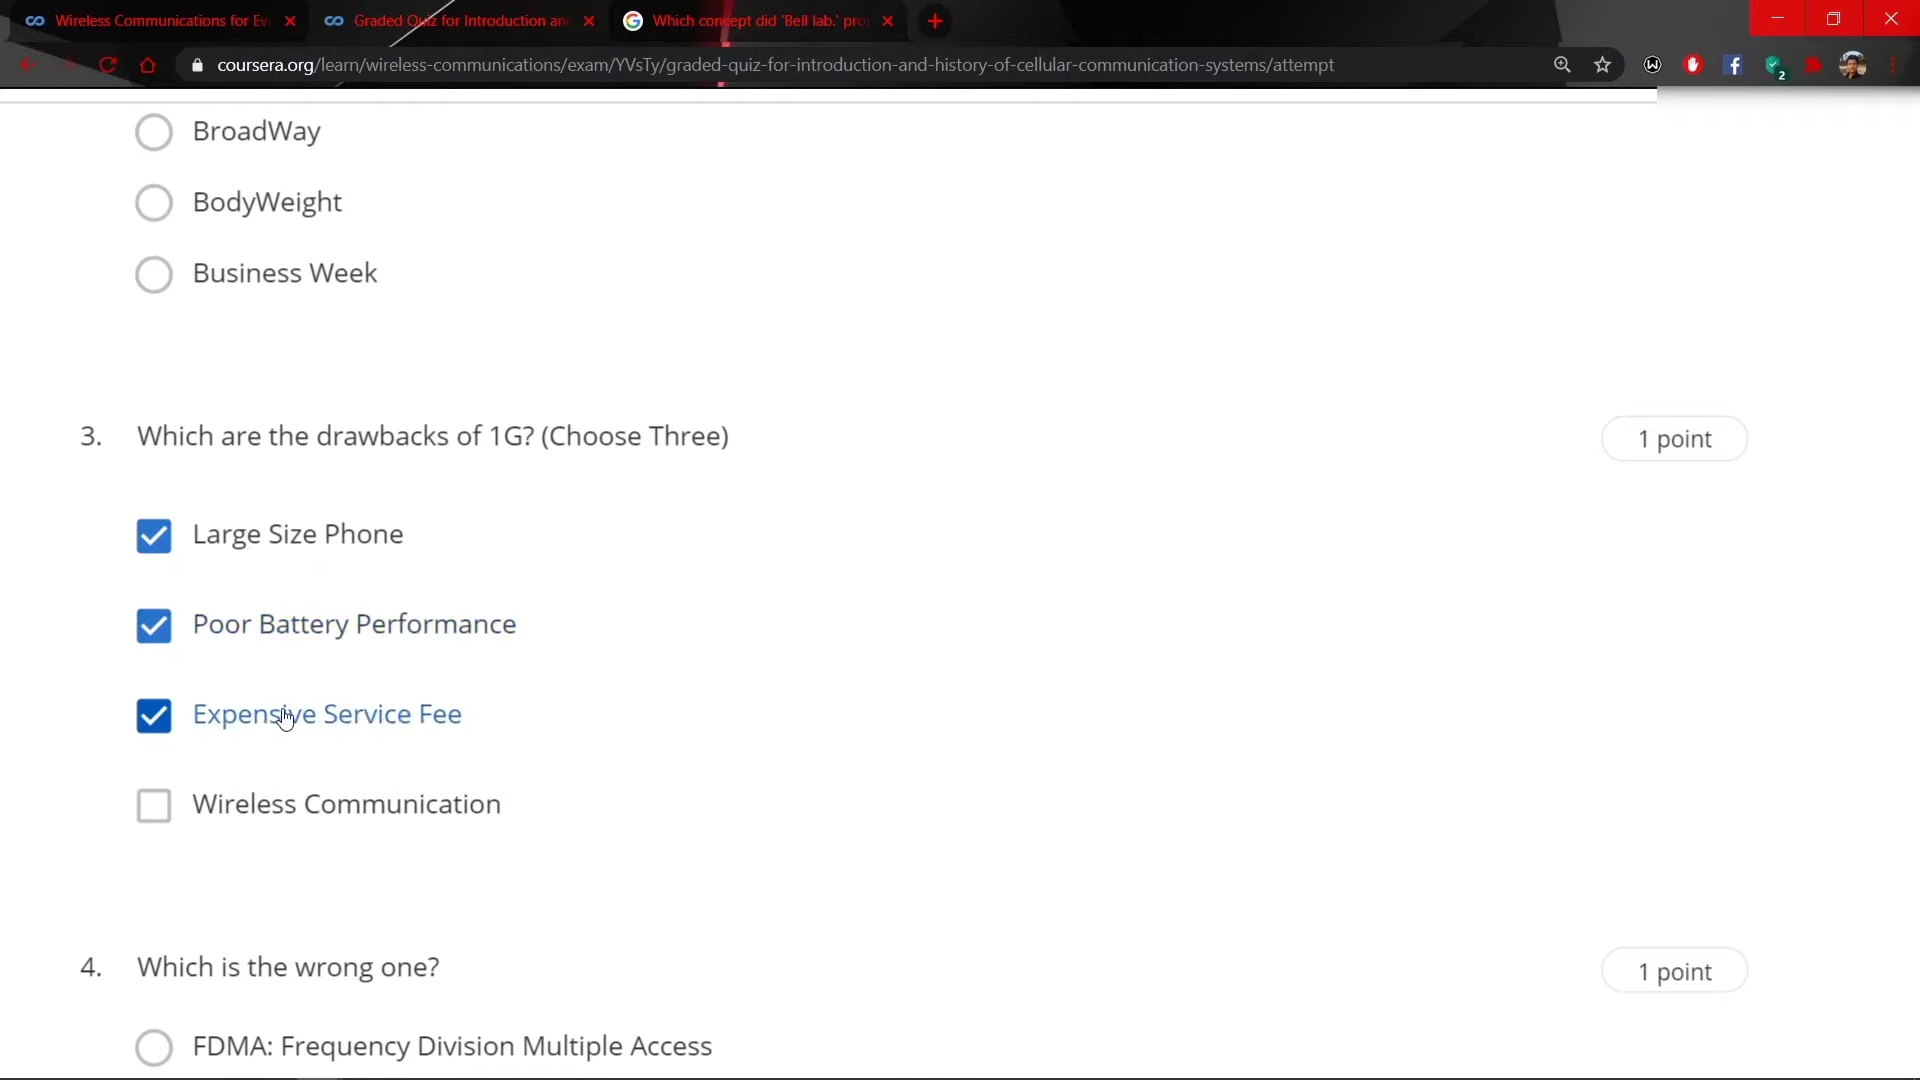 Wireless Communications for Ev
Graded Quiz for Introduction an
Which concept did 'Bell lab.' pro
coursera.org/learn/wireless-communications/exam/YVsTy/graded-quiz-for-introduction-and-history-of-cellular-communication-systems/attempt
2
BroadWay
BodyWeight
Business Week
3. Which are the drawbacks of 1G? (Choose Three)
1 point
Large Size Phone
Poor Battery Performance
Expensive Service Fee
Wireless Communication
4. Which is the wrong one?
1 point
FDMA: Frequency Division Multiple Access